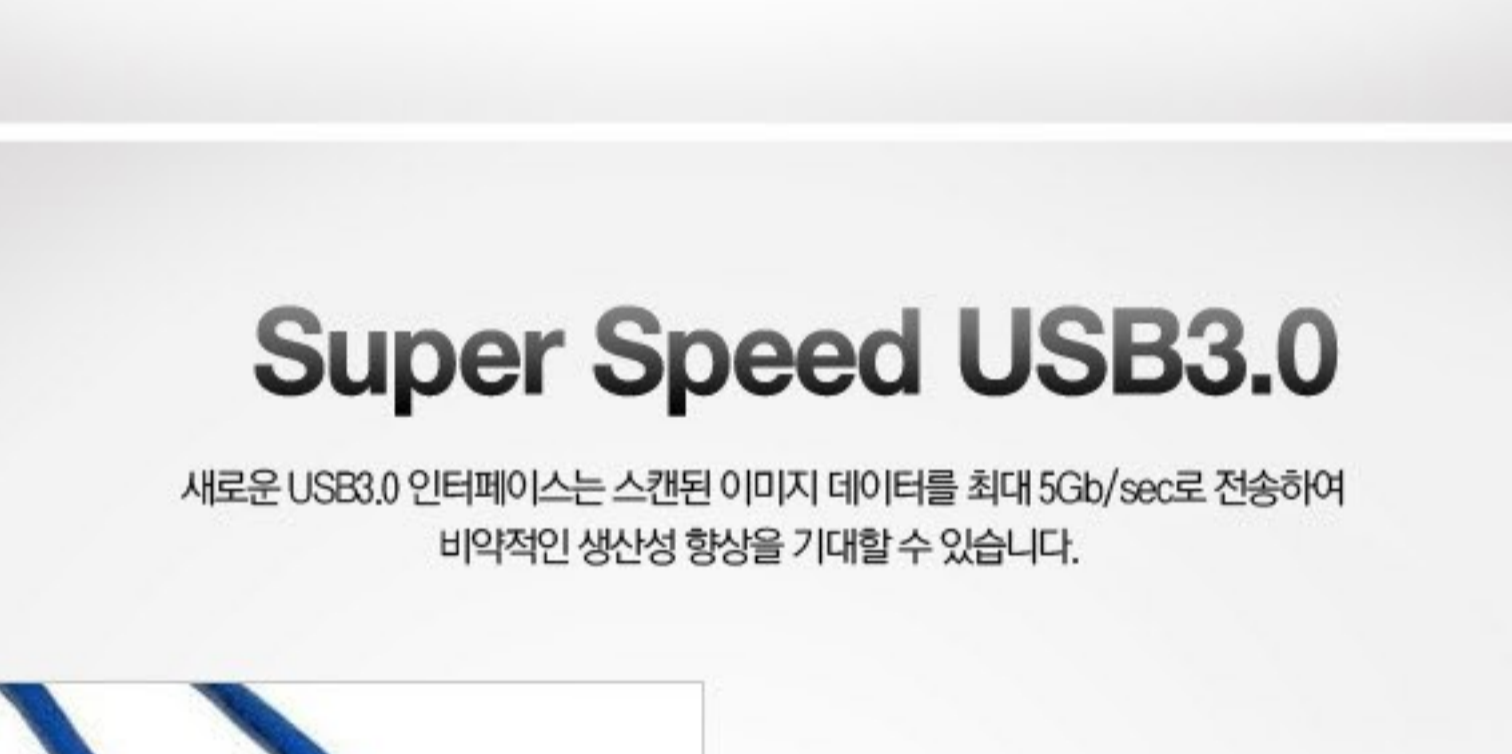 Super Speed USB3.0
새로운 USB3.0 인터페이스는 스캔된 이미지 데이터를 최대 5Gb/sec로 전송하여
비약적인 생산성 향상을 기대할 수 있습니다.